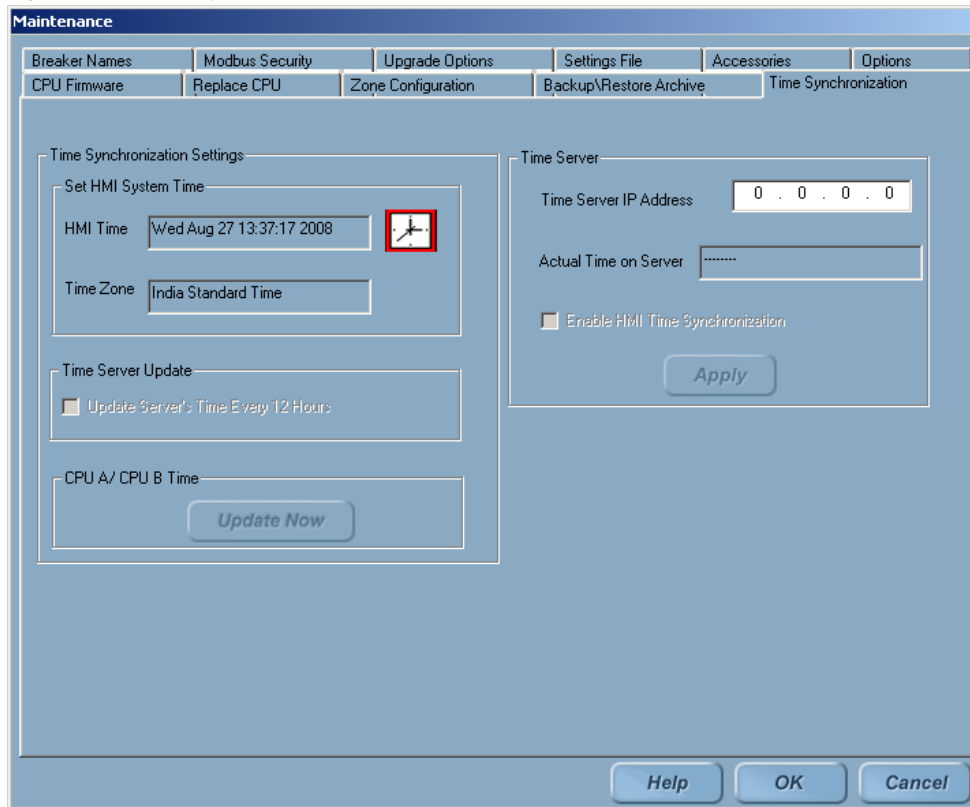 Maintenance
Breaker Names Modbus Security Upgrade Options Settings File Accessories Options
CPU Firmware Replace CPU Zone Configuration Backup\Restore Archive Time Synchronization
Time Synchronization Settings
Set HMI System Time
HMI Time Wed Aug 27 13:37:17 2008
Time Zone India Standard Time
Time Server Update
Update Server's Time Every 12 Hours
CPU A/ CPU B Time
Update Now
Time Server
Time Server IP Address 0 . 0 . 0 . 0
Actual Time on Server --------
Enable HMI Time Synchronization
Apply
Help OK Cancel